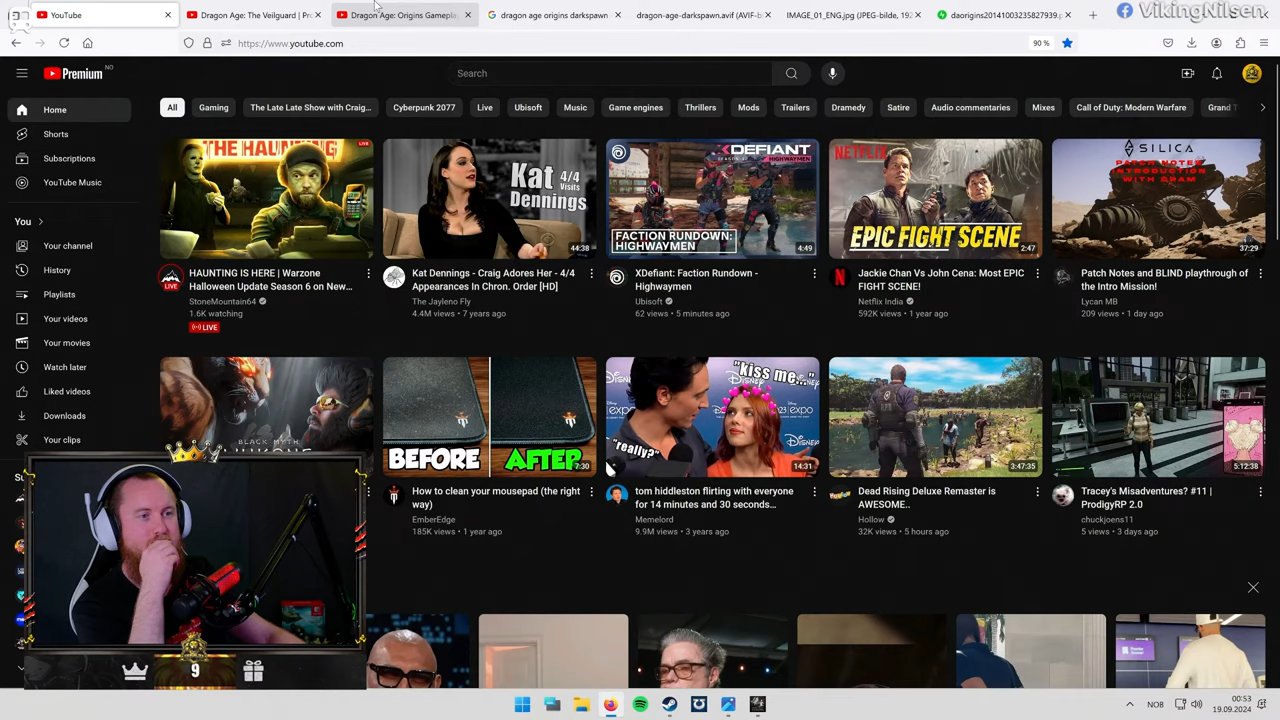 YouTube
Dragon Age: The Veilguard | Pr
Dragon Age: Origins Gamepl
dragon age origins darkspawn
dragon-age-darkspawn.avif (AVIF-b
IMAGE_01_ENG.jpg (JPEG-bilde, 19
daorigins20141003235827939.p
VikingNilsen
https://www.youtube.com
90 %
Premium NO
Search
Home
Shorts
Subscriptions
YouTube Music
You
Your channel
History
Playlists
Your videos
Your movies
Watch later
Liked videos
Downloads
Your clips
All
Gaming
The Late Late Show with Craig...
Cyberpunk 2077
Live
Ubisoft
Music
Game engines
Thrillers
Mods
Trailers
Dramedy
Satire
Audio commentaries
Mixes
Call of Duty: Modern Warfare
Grand T
THE HAUNTING
LIVE
HAUNTING IS HERE | Warzone
Halloween Update Season 6 on New...
StoneMountain64
1.6K watching
LIVE
LIVE
Kat 4/4
Visits
Dennings
44:38
Kat Dennings - Craig Adores Her - 4/4
Appearances In Chron. Order [HD]
The Jayleno Fly
4.4M views • 7 years ago
XDEFIANT
FACTION RUNDOWN:
HIGHWAYMEN
4:49
XDefiant: Faction Rundown -
Highwaymen
Ubisoft
62 views • 5 minutes ago
NETFLIX
EPIC FIGHT SCENE
2:47
Jackie Chan Vs John Cena: Most EPIC
FIGHT SCENE!
Netflix India
592K views • 1 year ago
SILICA
PATCH NOTES
INTRODUCTION
WITH DRAM
37:29
Patch Notes and BLIND playthrough of
the Intro Mission!
Lycan MB
209 views • 1 day ago
BLACK MYTH
BEFORE
AFTER
7:30
How to clean your mousepad (the right
way)
EmberEdge
185K views • 1 year ago
"kiss me..."
"really?"
Disney
EXPO
14:31
tom hiddleston flirting with everyone
for 14 minutes and 30 seconds...
Memelord
9.9M views • 3 years ago
3:47:35
Dead Rising Deluxe Remaster is
AWESOME..
Hollow
32K views • 5 hours ago
5:12:38
Tracey's Misadventures? #11 |
ProdigyRP 2.0
chuckjoens11
5 views • 3 days ago
9
NOB
00:53
19.09.2024